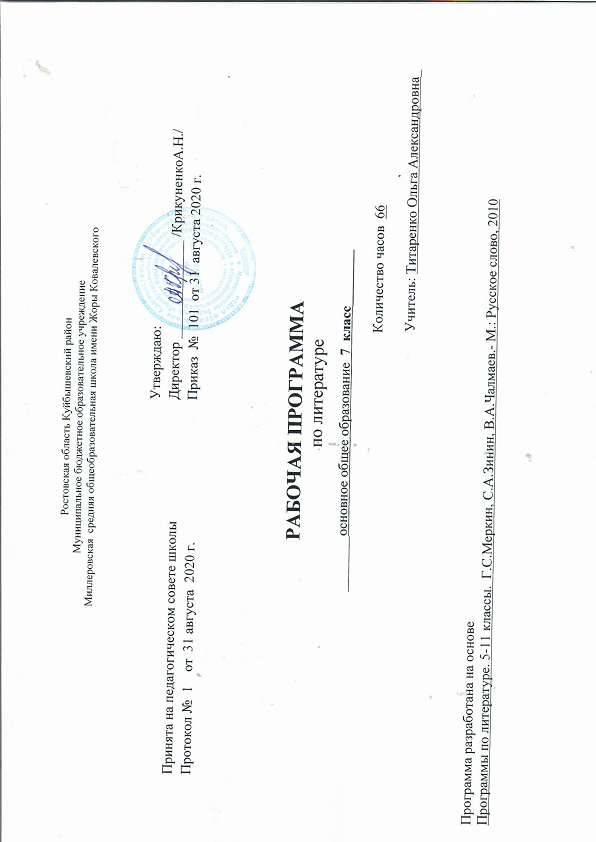 Ростовская область Куйбышевский район
Муниципальное бюджетное образовательное учреждение
Миллеровская средняя общеобразовательная школа имени Жоры Ковалевского
Утверждаю:
Директор /КрикуненкоА.Н./
Приказ № 101 от 31 августа 2020 г.
Принята на педагогическом совете школы
Протокол № 1 от 31 августа 2020 г.
РАБОЧАЯ ПРОГРАММА
по литературе
основное общее образование 7 класс
Количество часов 66
Учитель: Титаренко Ольга Александровна
Программа разработана на основе
Программы по литературе. 5-11 классы. Г.С.Меркин, С.А.Зинин, В.А.Чалмаев.- М.: Русское слово, 2010